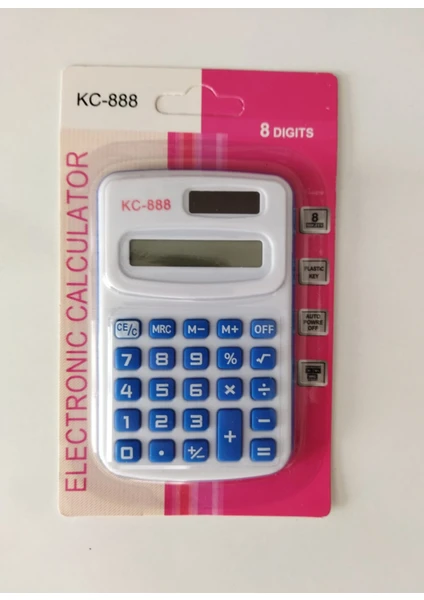 KC-888
8 DIGITS
ELECTRONIC CALCULATOR
KC-888
8
PLASTIC
KEY
AUTO
POWRE
OFF
CE/C MRC M− M+ OFF
7 8 9 % √
4 5 6 × ÷
1 2 3 + −
0 . +/− =